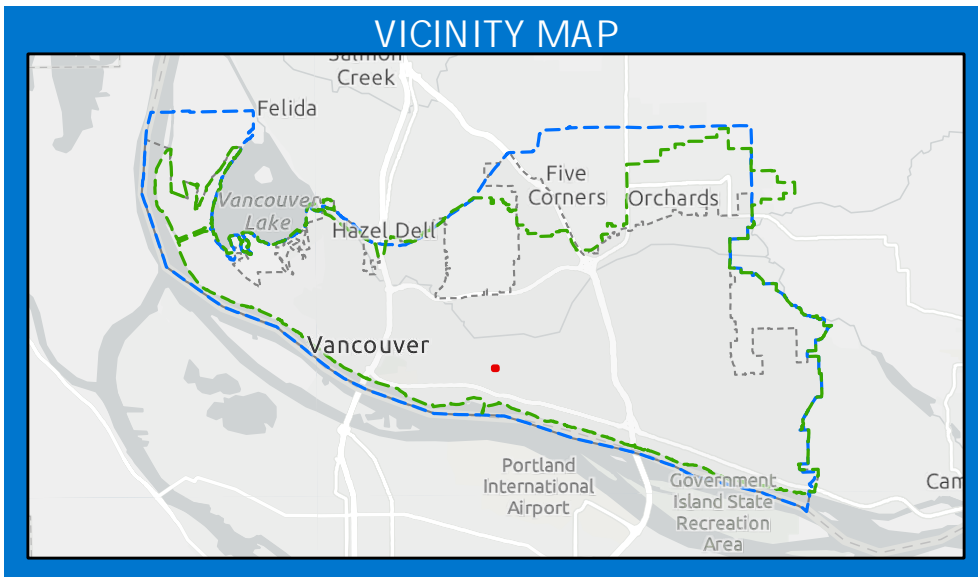 VICINITY MAP
Salmon
Creek
Felida
Five
Corners
Orchards
Vancouver
Lake
Hazel Dell
Vancouver
Portland
International
Airport
Government
Island State
Recreation
Area
Cam